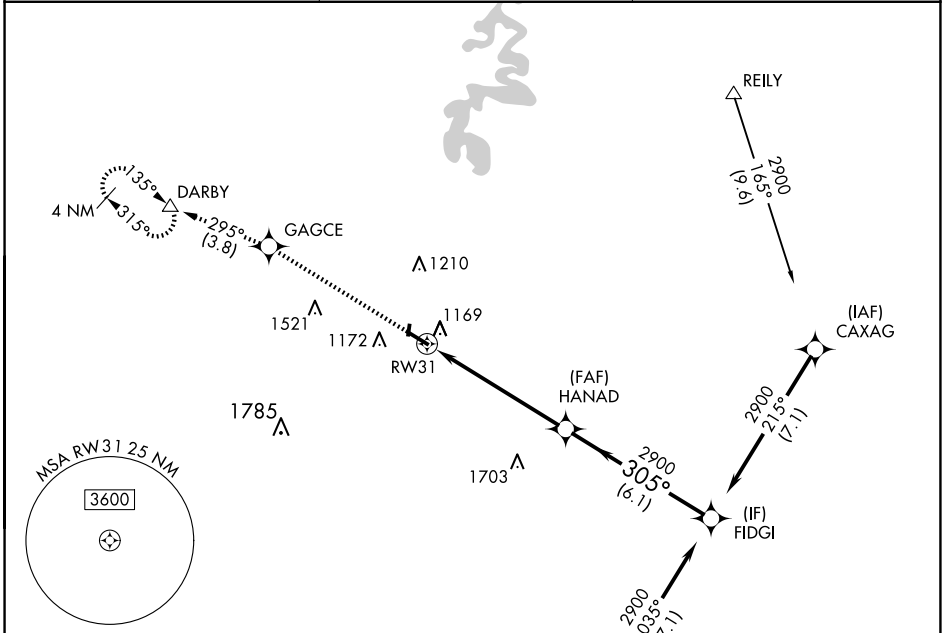 REILY
2900
165°
(9.6)
135°
DARBY
4 NM
315°
295°
(3.8)
GAGCE
1210
(IAF)
CAXAG
1521
1169
1172
RW31
(FAF)
HANAD
2900
215°
(7.1)
1785
MSA RW31 25 NM
3600
1703
2900
305°
(6.1)
(IF)
FIDGI
2900
035°